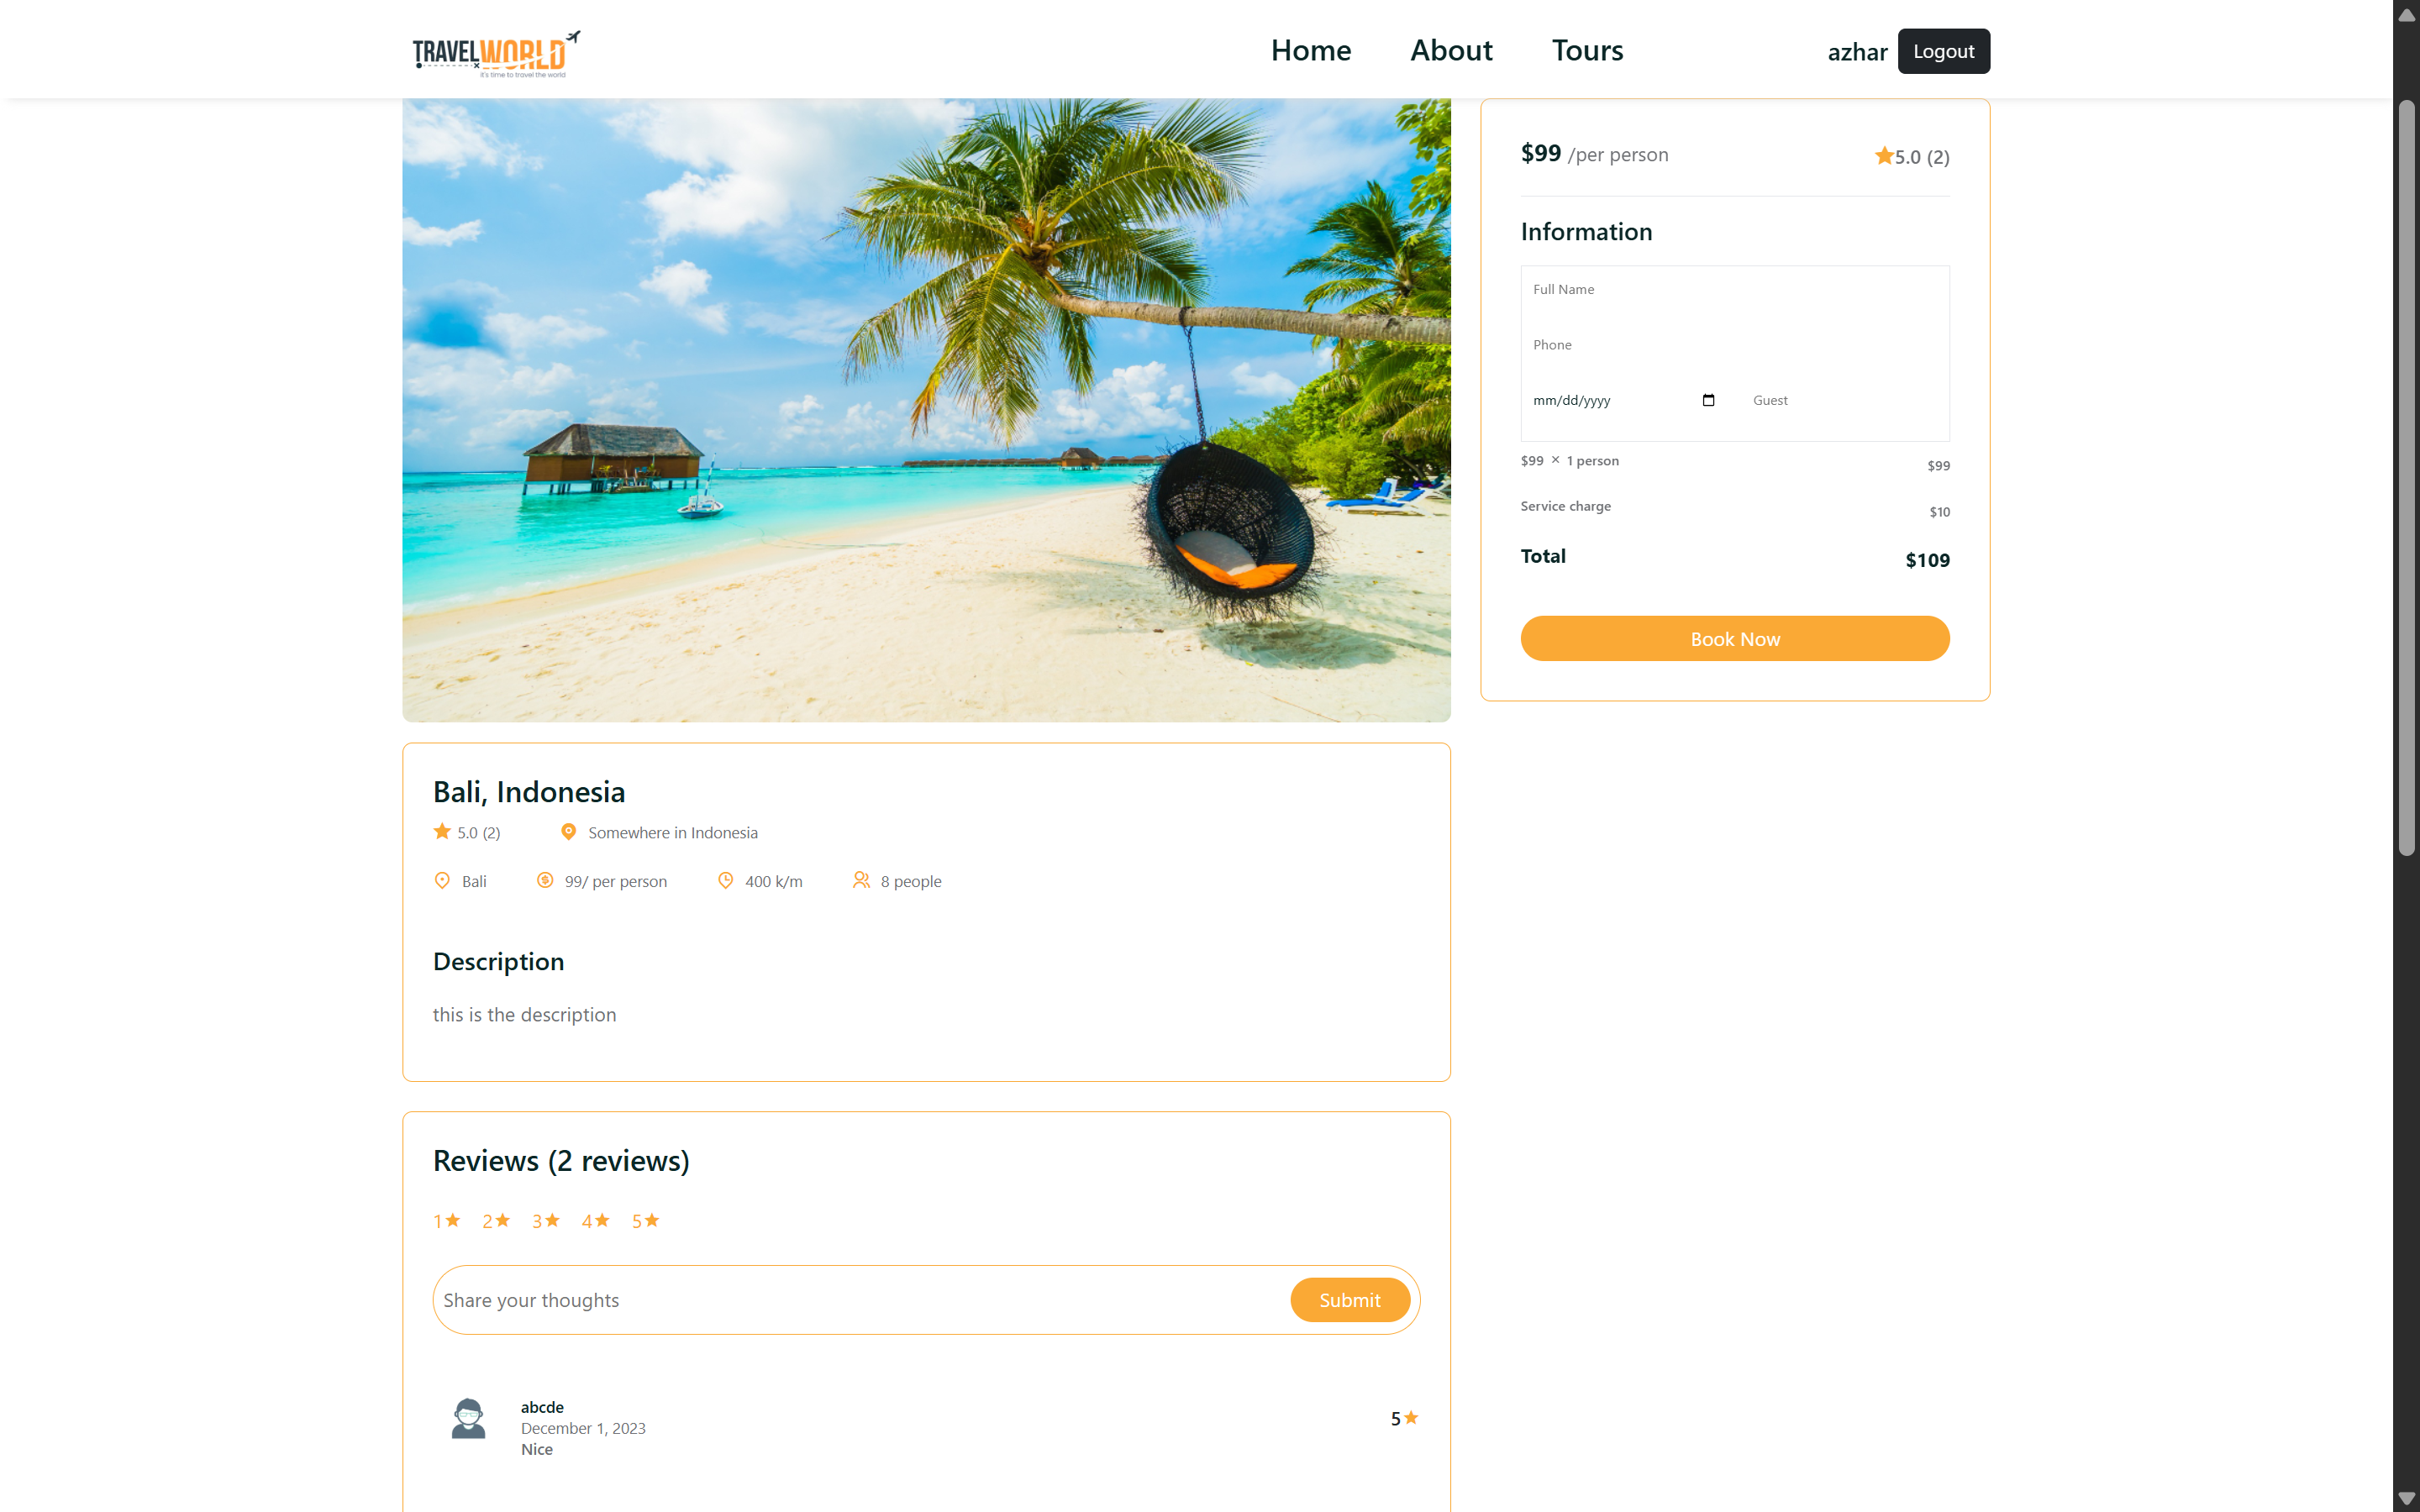 TRAVELWORLD
it's time to travel the world
Home About Tours
azhar Logout
$99 /per person 5.0 (2)
Information
Full Name
Phone
mm/dd/yyyy Guest
$99 × 1 person $99
Service charge $10
Total $109
Book Now
Bali, Indonesia
5.0 (2) Somewhere in Indonesia
Bali 99/ per person 400 k/m 8 people
Description
this is the description
Reviews (2 reviews)
1 2 3 4 5
Share your thoughts Submit
abcde
December 1, 2023
Nice
5